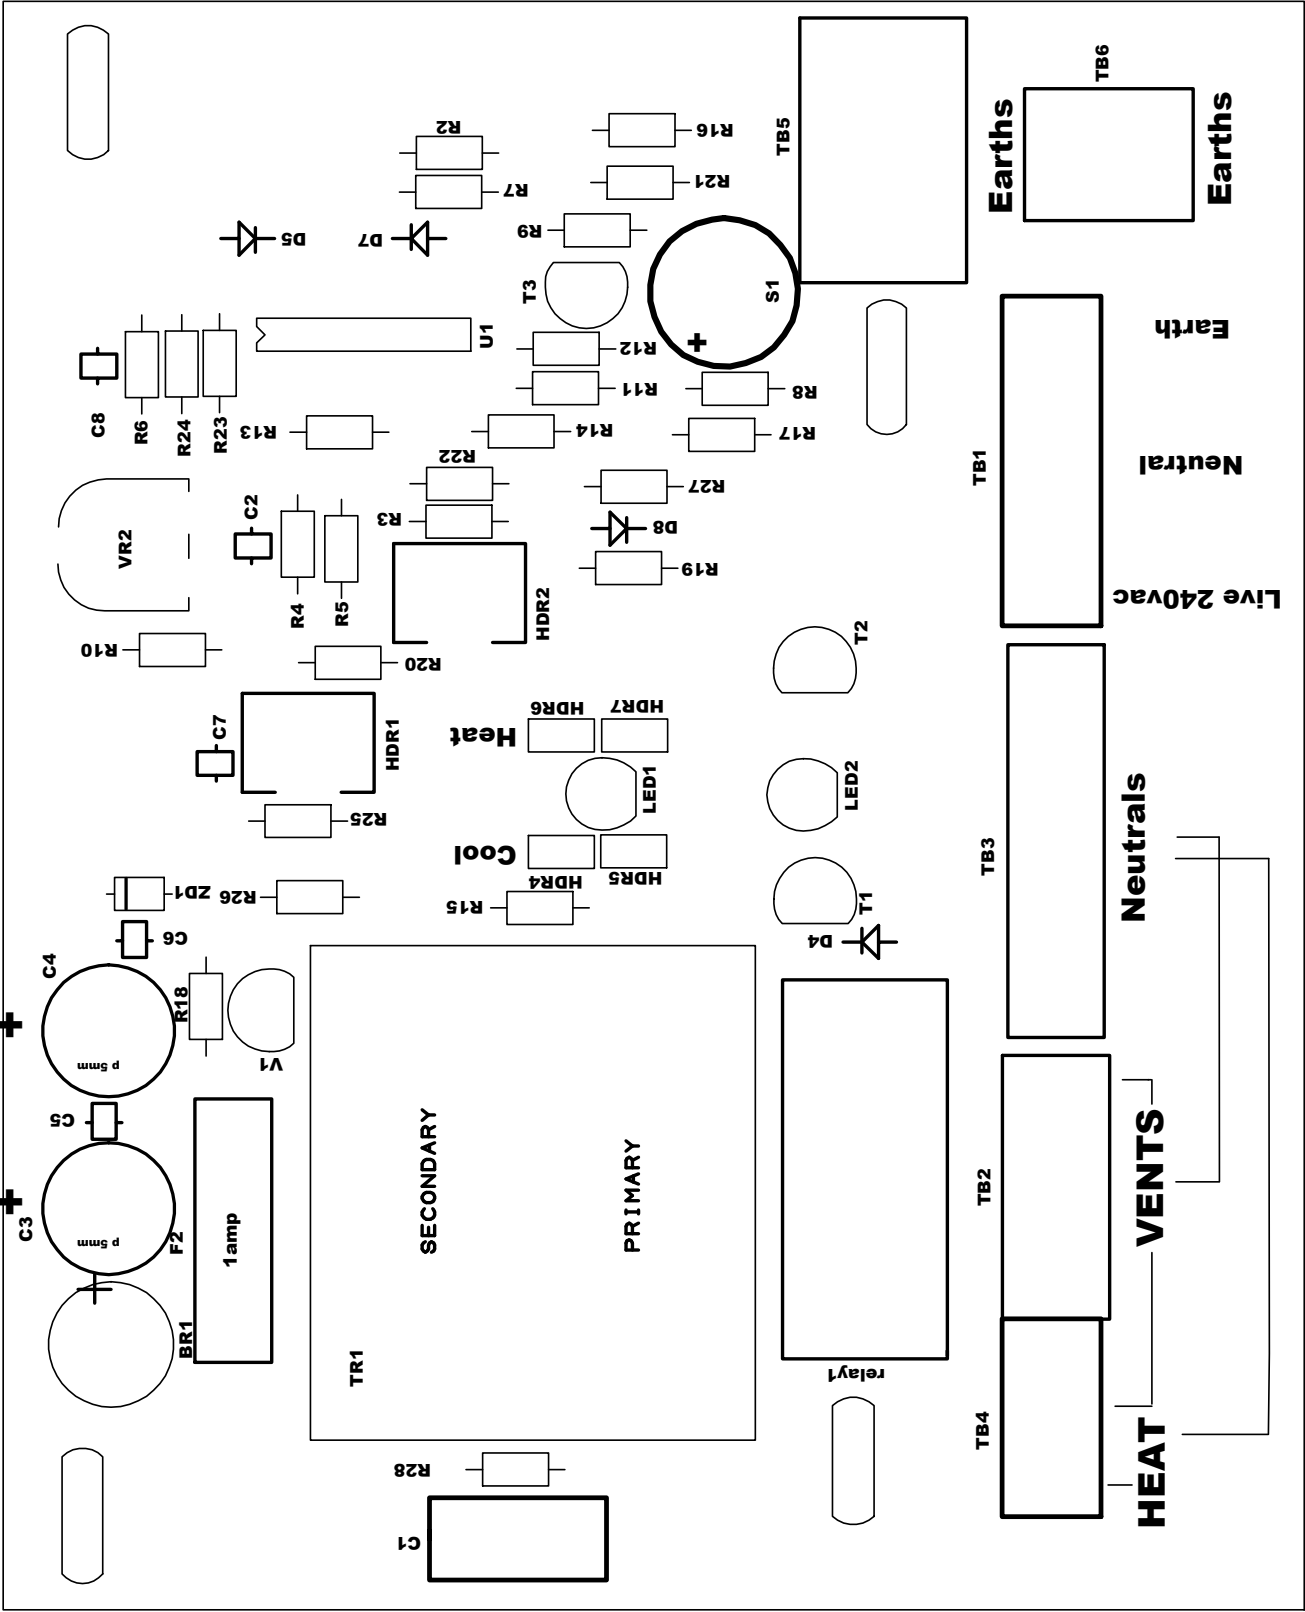 TB6
Earths
Earths
TB5
R2
R16
R7
R21
R9
D5
D7
T3
S1
+
U1
Earth
R12
R11
R8
C8
R6
R24
R23
R13
R14
R17
Neutral
TB1
R22
R27
C2
R3
D8
VR2
R19
R4
R5
HDR2
Live 240vac
R10
R20
T2
C7
HDR1
HDR6
HDR7
Heat
LED1
LED2
R25
Cool
HDR4
HDR5
TB3
Neutrals
ZD1
R26
R15
T1
C6
D4
C4
+
R18
p 5mm
V1
C5
SECONDARY
PRIMARY
VENTS
TB2
+
C3
p 5mm
F2
1amp
+
BR1
TR1
relay1
TB4
HEAT
R28
C1